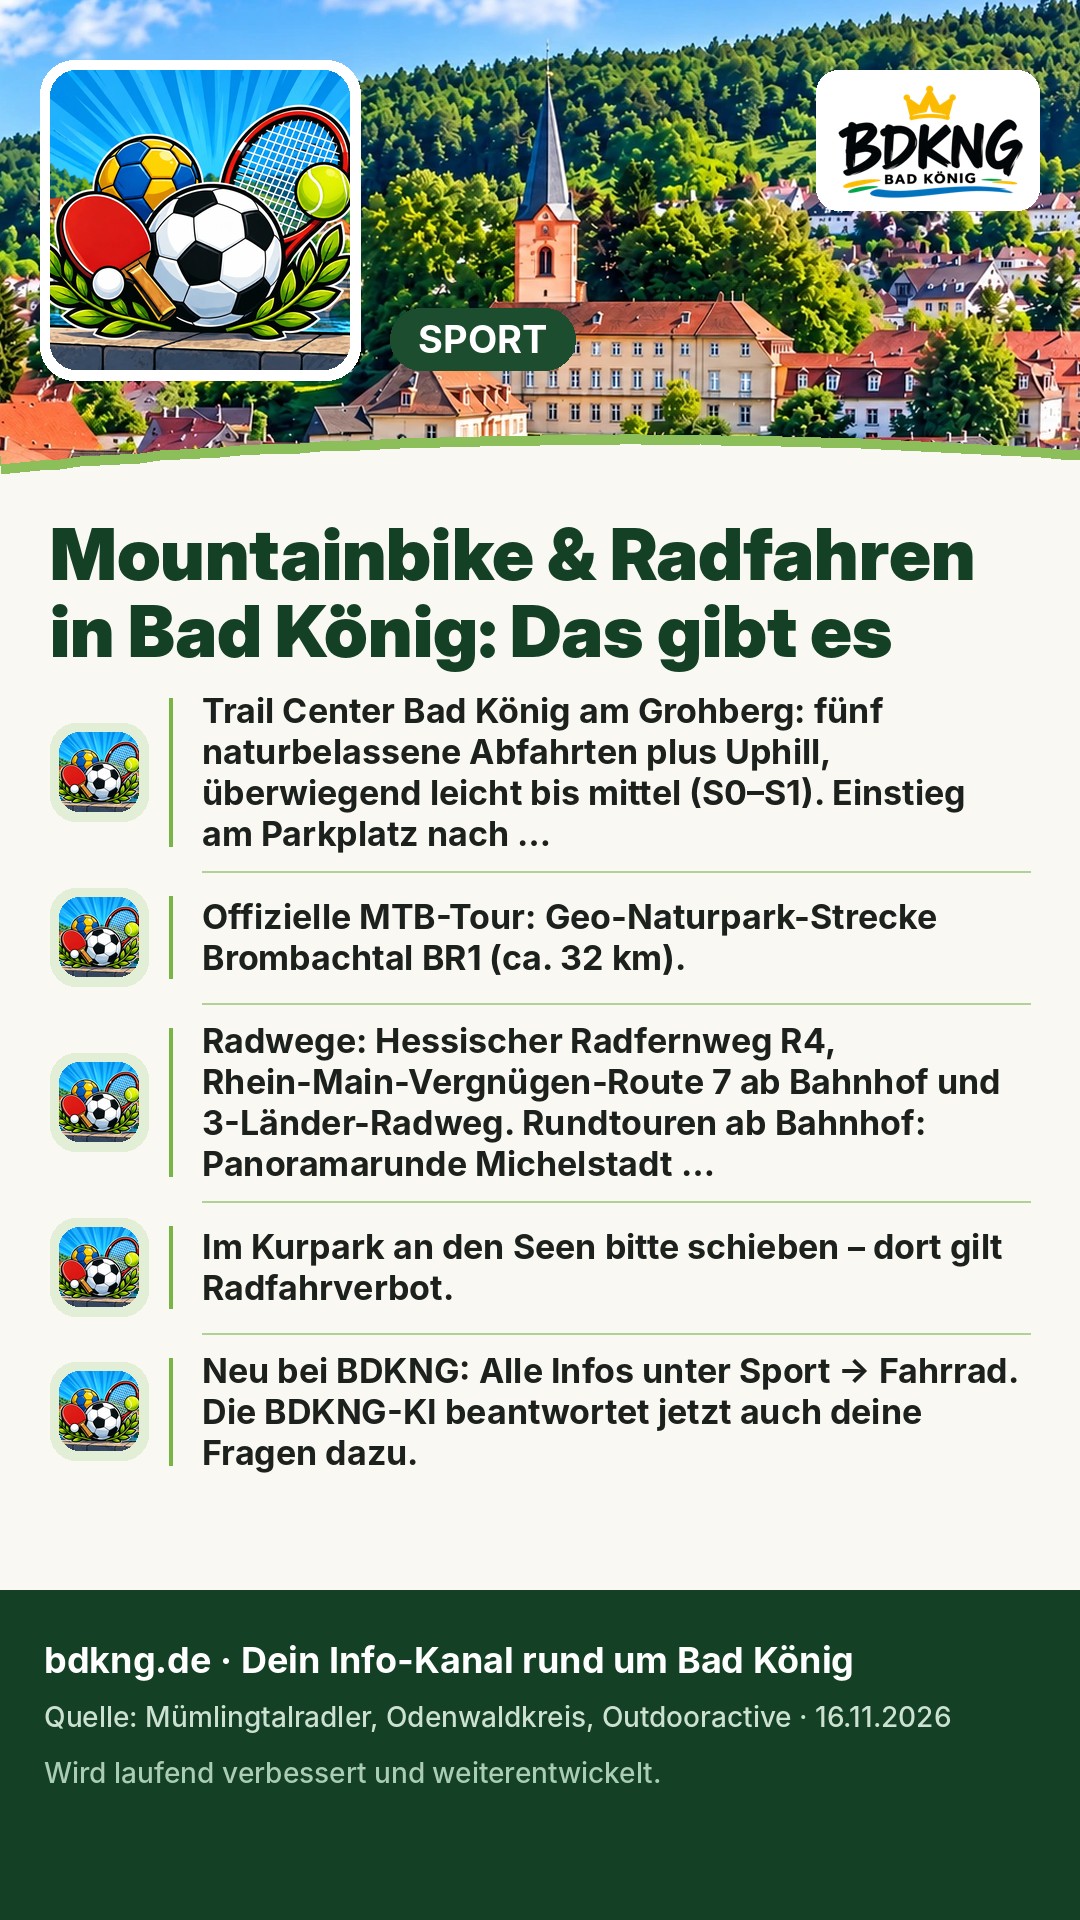 BDKNG
BAD KÖNIG
SPORT
Mountainbike & Radfahren
in Bad König: Das gibt es
Trail Center Bad König am Grohberg: fünf
naturbelassene Abfahrten plus Uphill,
überwiegend leicht bis mittel (S0–S1). Einstieg
am Parkplatz nach …
Offizielle MTB-Tour: Geo-Naturpark-Strecke
Brombachtal BR1 (ca. 32 km).
Radwege: Hessischer Radfernweg R4,
Rhein-Main-Vergnügen-Route 7 ab Bahnhof und
3-Länder-Radweg. Rundtouren ab Bahnhof:
Panoramarunde Michelstadt …
Im Kurpark an den Seen bitte schieben – dort gilt
Radfahrverbot.
Neu bei BDKNG: Alle Infos unter Sport → Fahrrad.
Die BDKNG-KI beantwortet jetzt auch deine
Fragen dazu.
bdkng.de · Dein Info-Kanal rund um Bad König
Quelle: Mümlingtalradler, Odenwaldkreis, Outdooractive · 16.11.2026
Wird laufend verbessert und weiterentwickelt.